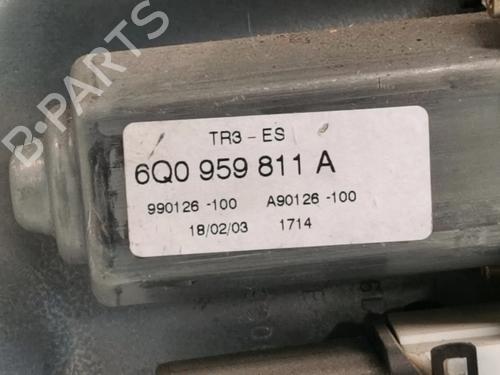 B-PARTS
TR3 - ES
6Q0 959 811 A
990126 -100 A90126 -100
18/02/03 1714